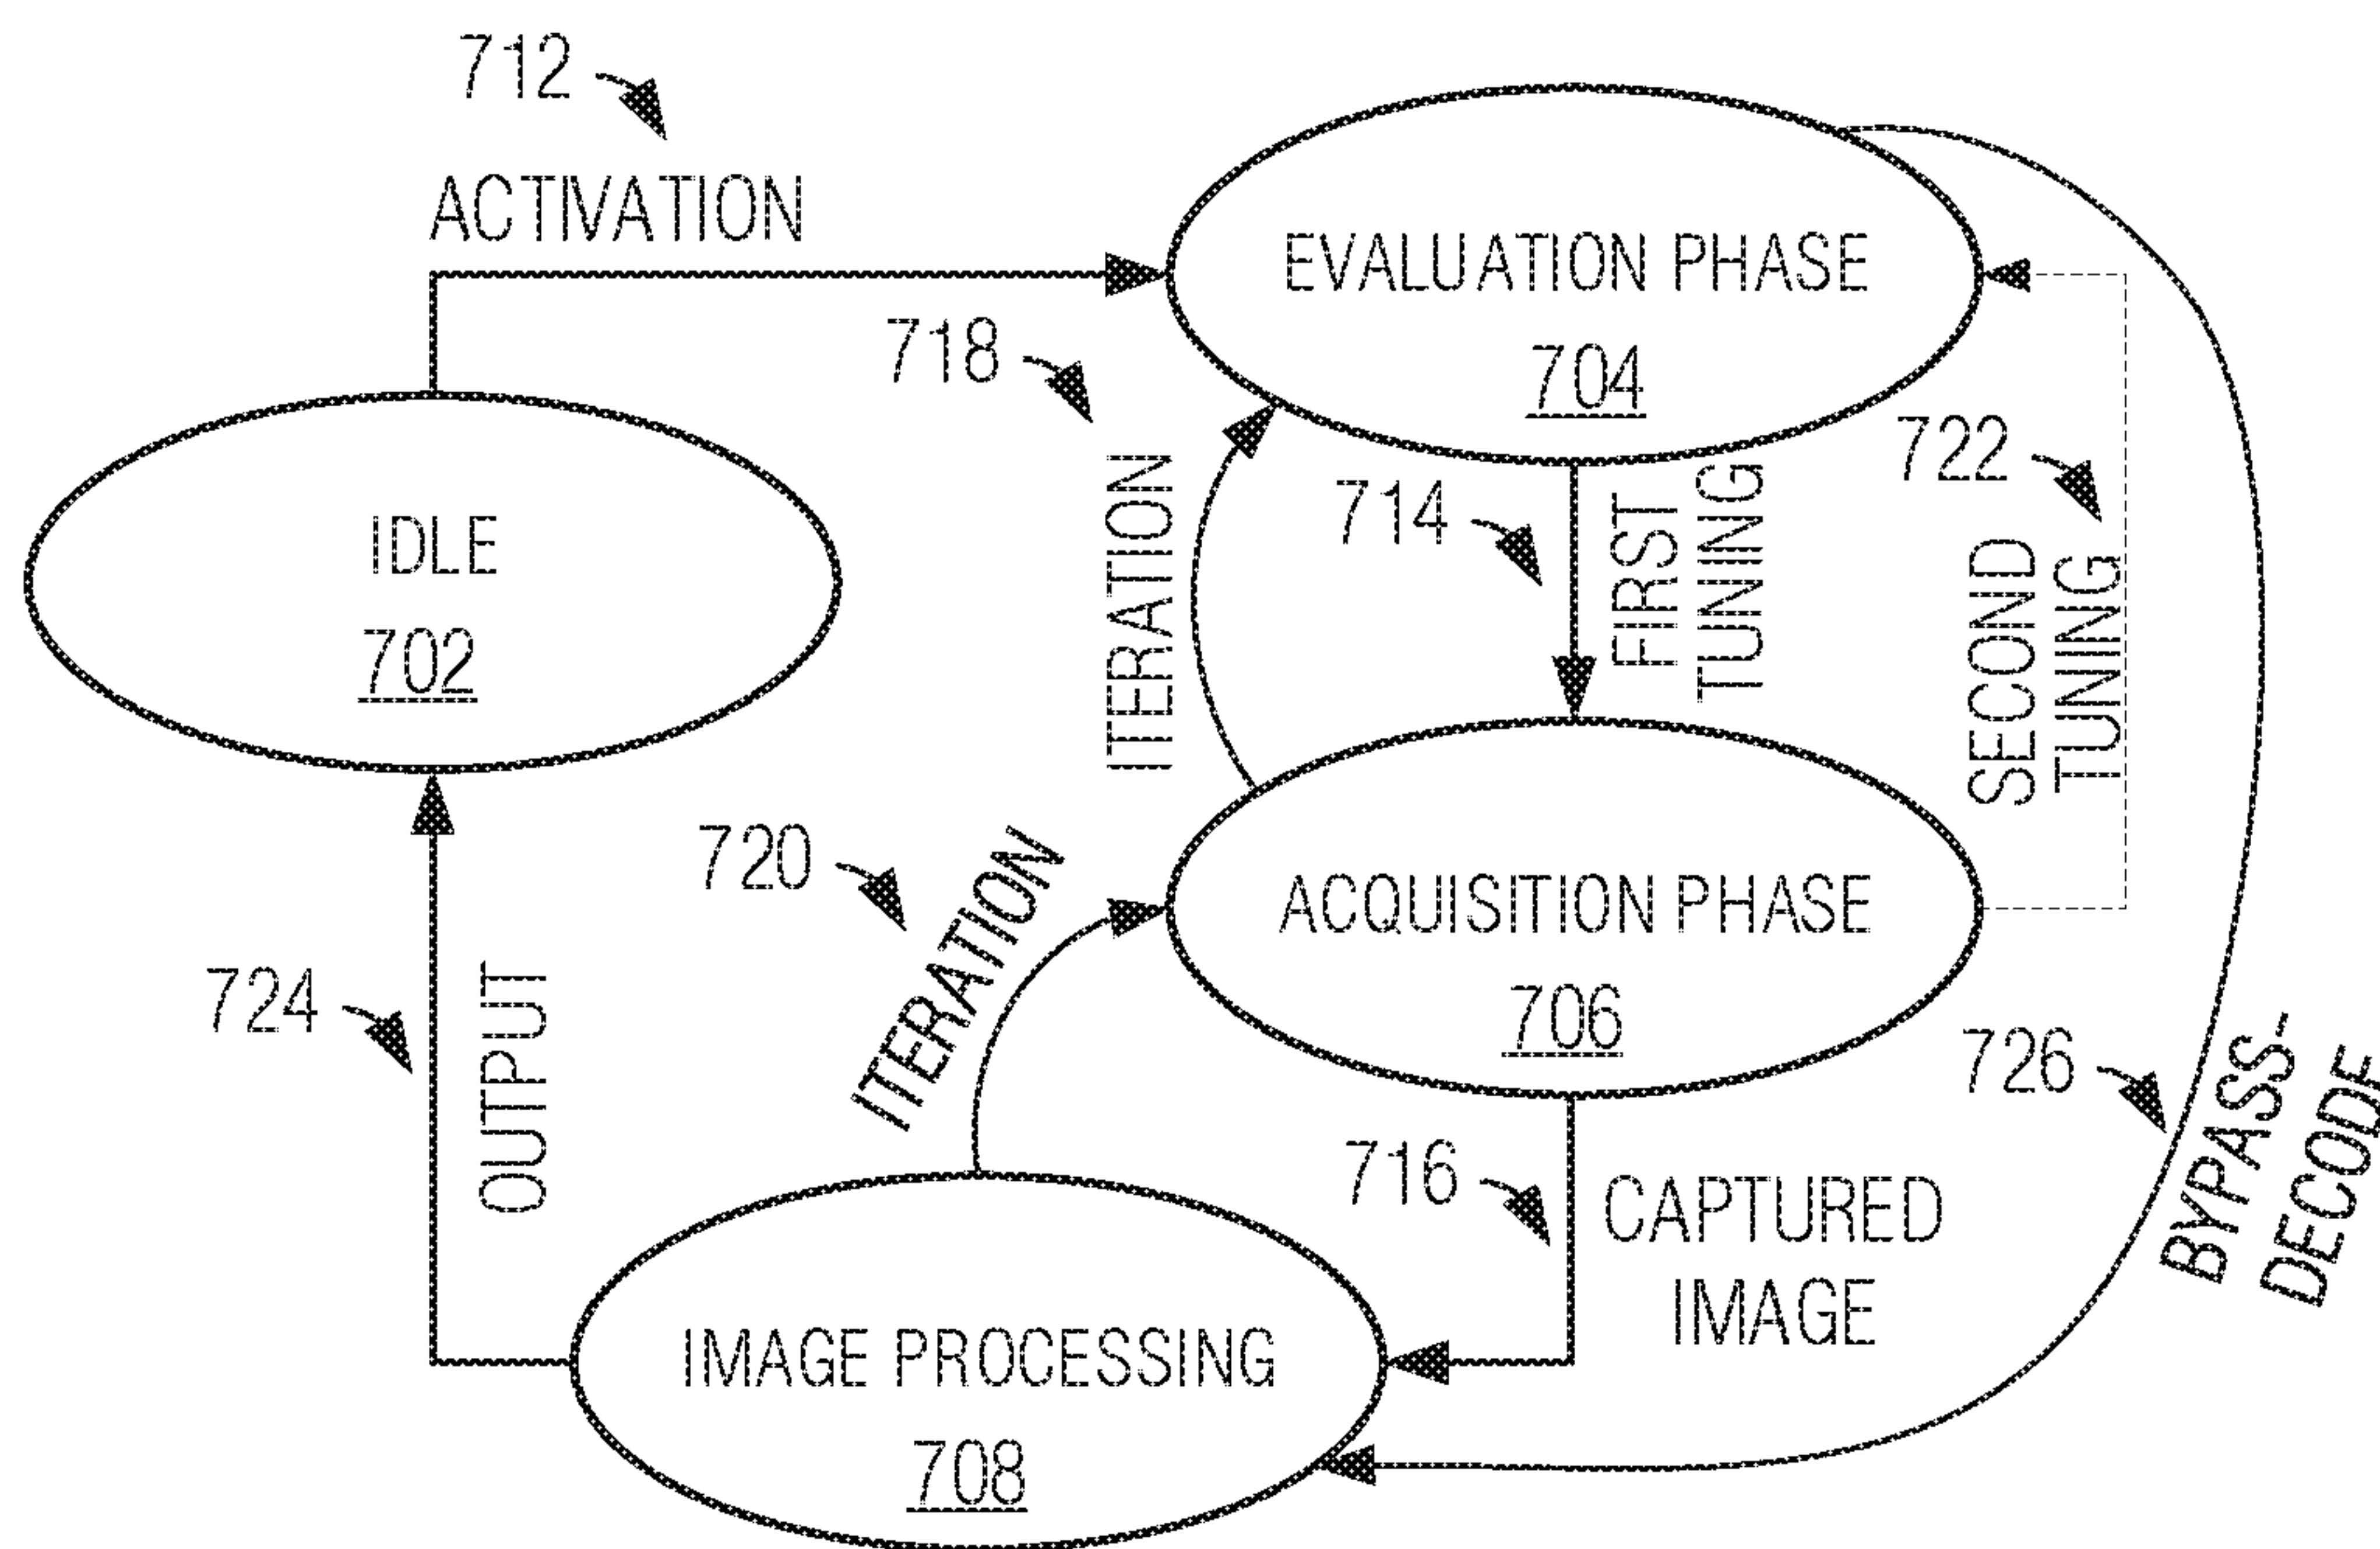 712
ACTIVATION
EVALUATION PHASE
704
718
ITERATION
714
FIRST
TUNING
722
SECOND
TUNING
IDLE
702
720
ITERATION
ACQUISITION PHASE
706
724
OUTPUT
726
BYPASS-
DECODE
716
CAPTURED
IMAGE
IMAGE PROCESSING
708